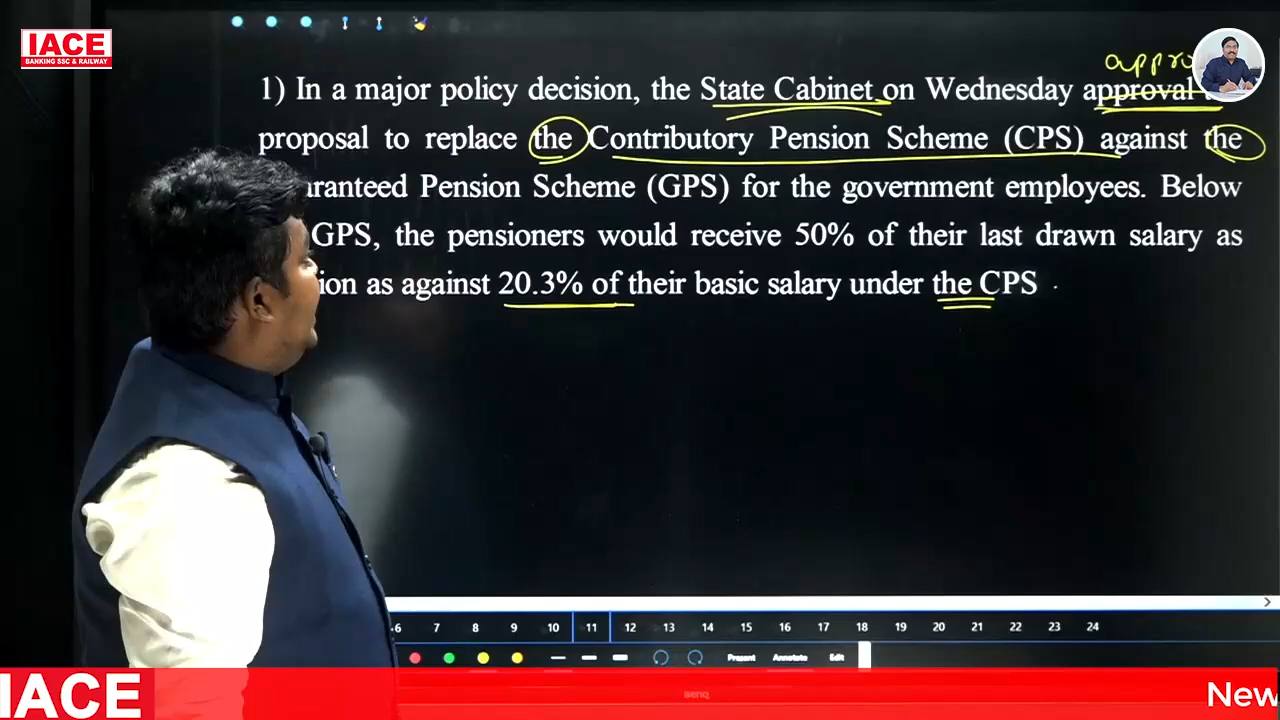 IACE
BANKING SSC & RAILWAY
appro
1) In a major policy decision, the State Cabinet on Wednesday approval
proposal to replace the Contributory Pension Scheme (CPS) against the
aranteed Pension Scheme (GPS) for the government employees. Below
GPS, the pensioners would receive 50% of their last drawn salary as
ion as against 20.3% of their basic salary under the CPS
6 7 8 9 10 11 12 13 14 15 16 17 18 19 20 21 22 23 24
Present Annotate Edit
BenQ
IACE New